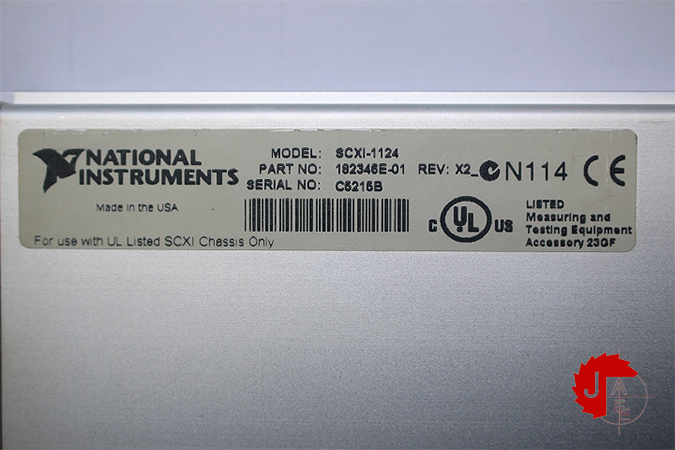 NATIONAL
INSTRUMENTS
Made in the USA
For use with UL Listed SCXI Chassis Only
MODEL: SCXI-1124
PART NO: 182346E-01 REV: X2_
SERIAL NO: C5215B
N114 CE
C UL US
LISTED
Measuring and
Testing Equipment
Accessory 23GF
J